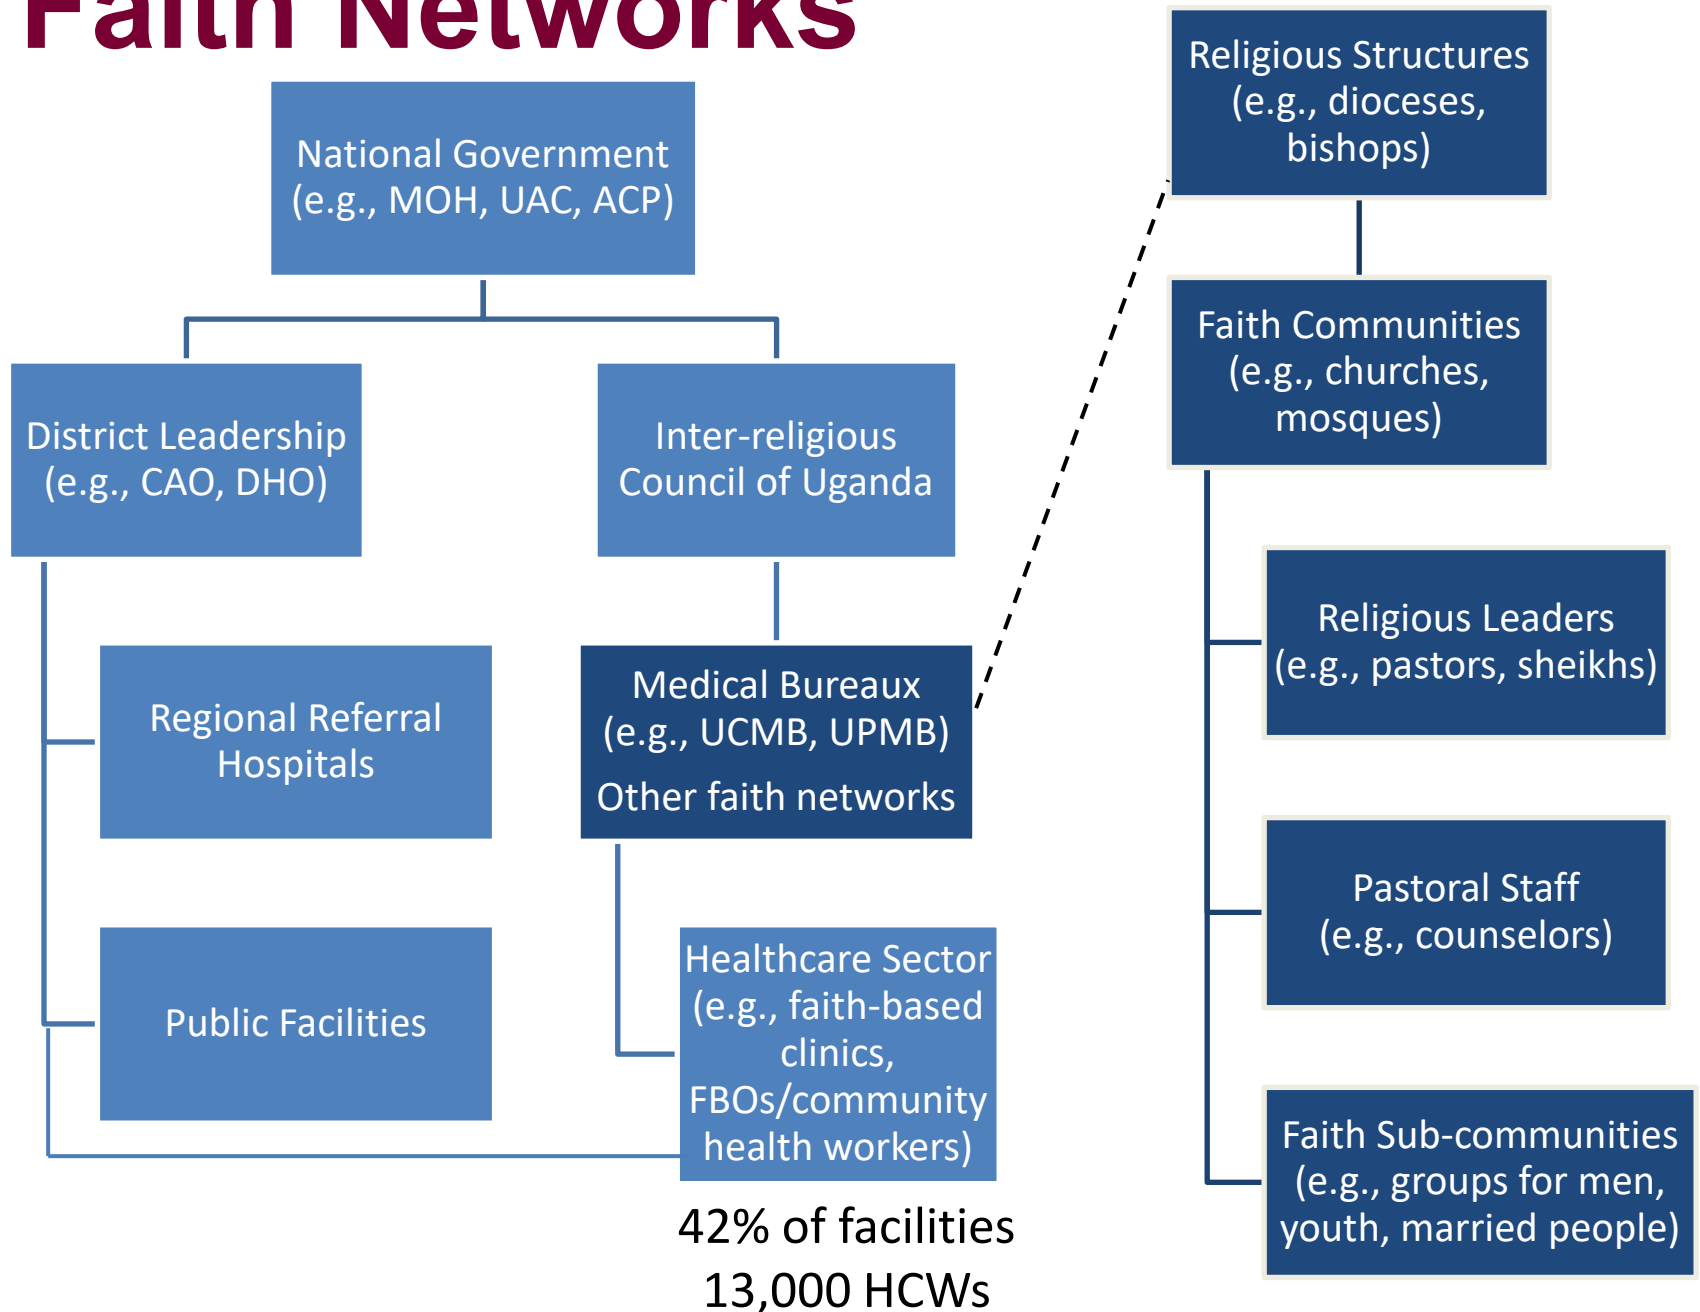 Faith Networks
National Government
(e.g., MOH, UAC, ACP)
District Leadership
(e.g., CAO, DHO)
Inter-religious
Council of Uganda
Regional Referral
Hospitals
Public Facilities
Medical Bureaux
(e.g., UCMB, UPMB)
Other faith networks
Healthcare Sector
(e.g., faith-based
clinics,
FBOs/community
health workers)
42% of facilities
13,000 HCWs
Religious Structures
(e.g., dioceses,
bishops)
Faith Communities
(e.g., churches,
mosques)
Religious Leaders
(e.g., pastors, sheikhs)
Pastoral Staff
(e.g., counselors)
Faith Sub-communities
(e.g., groups for men,
youth, married people)